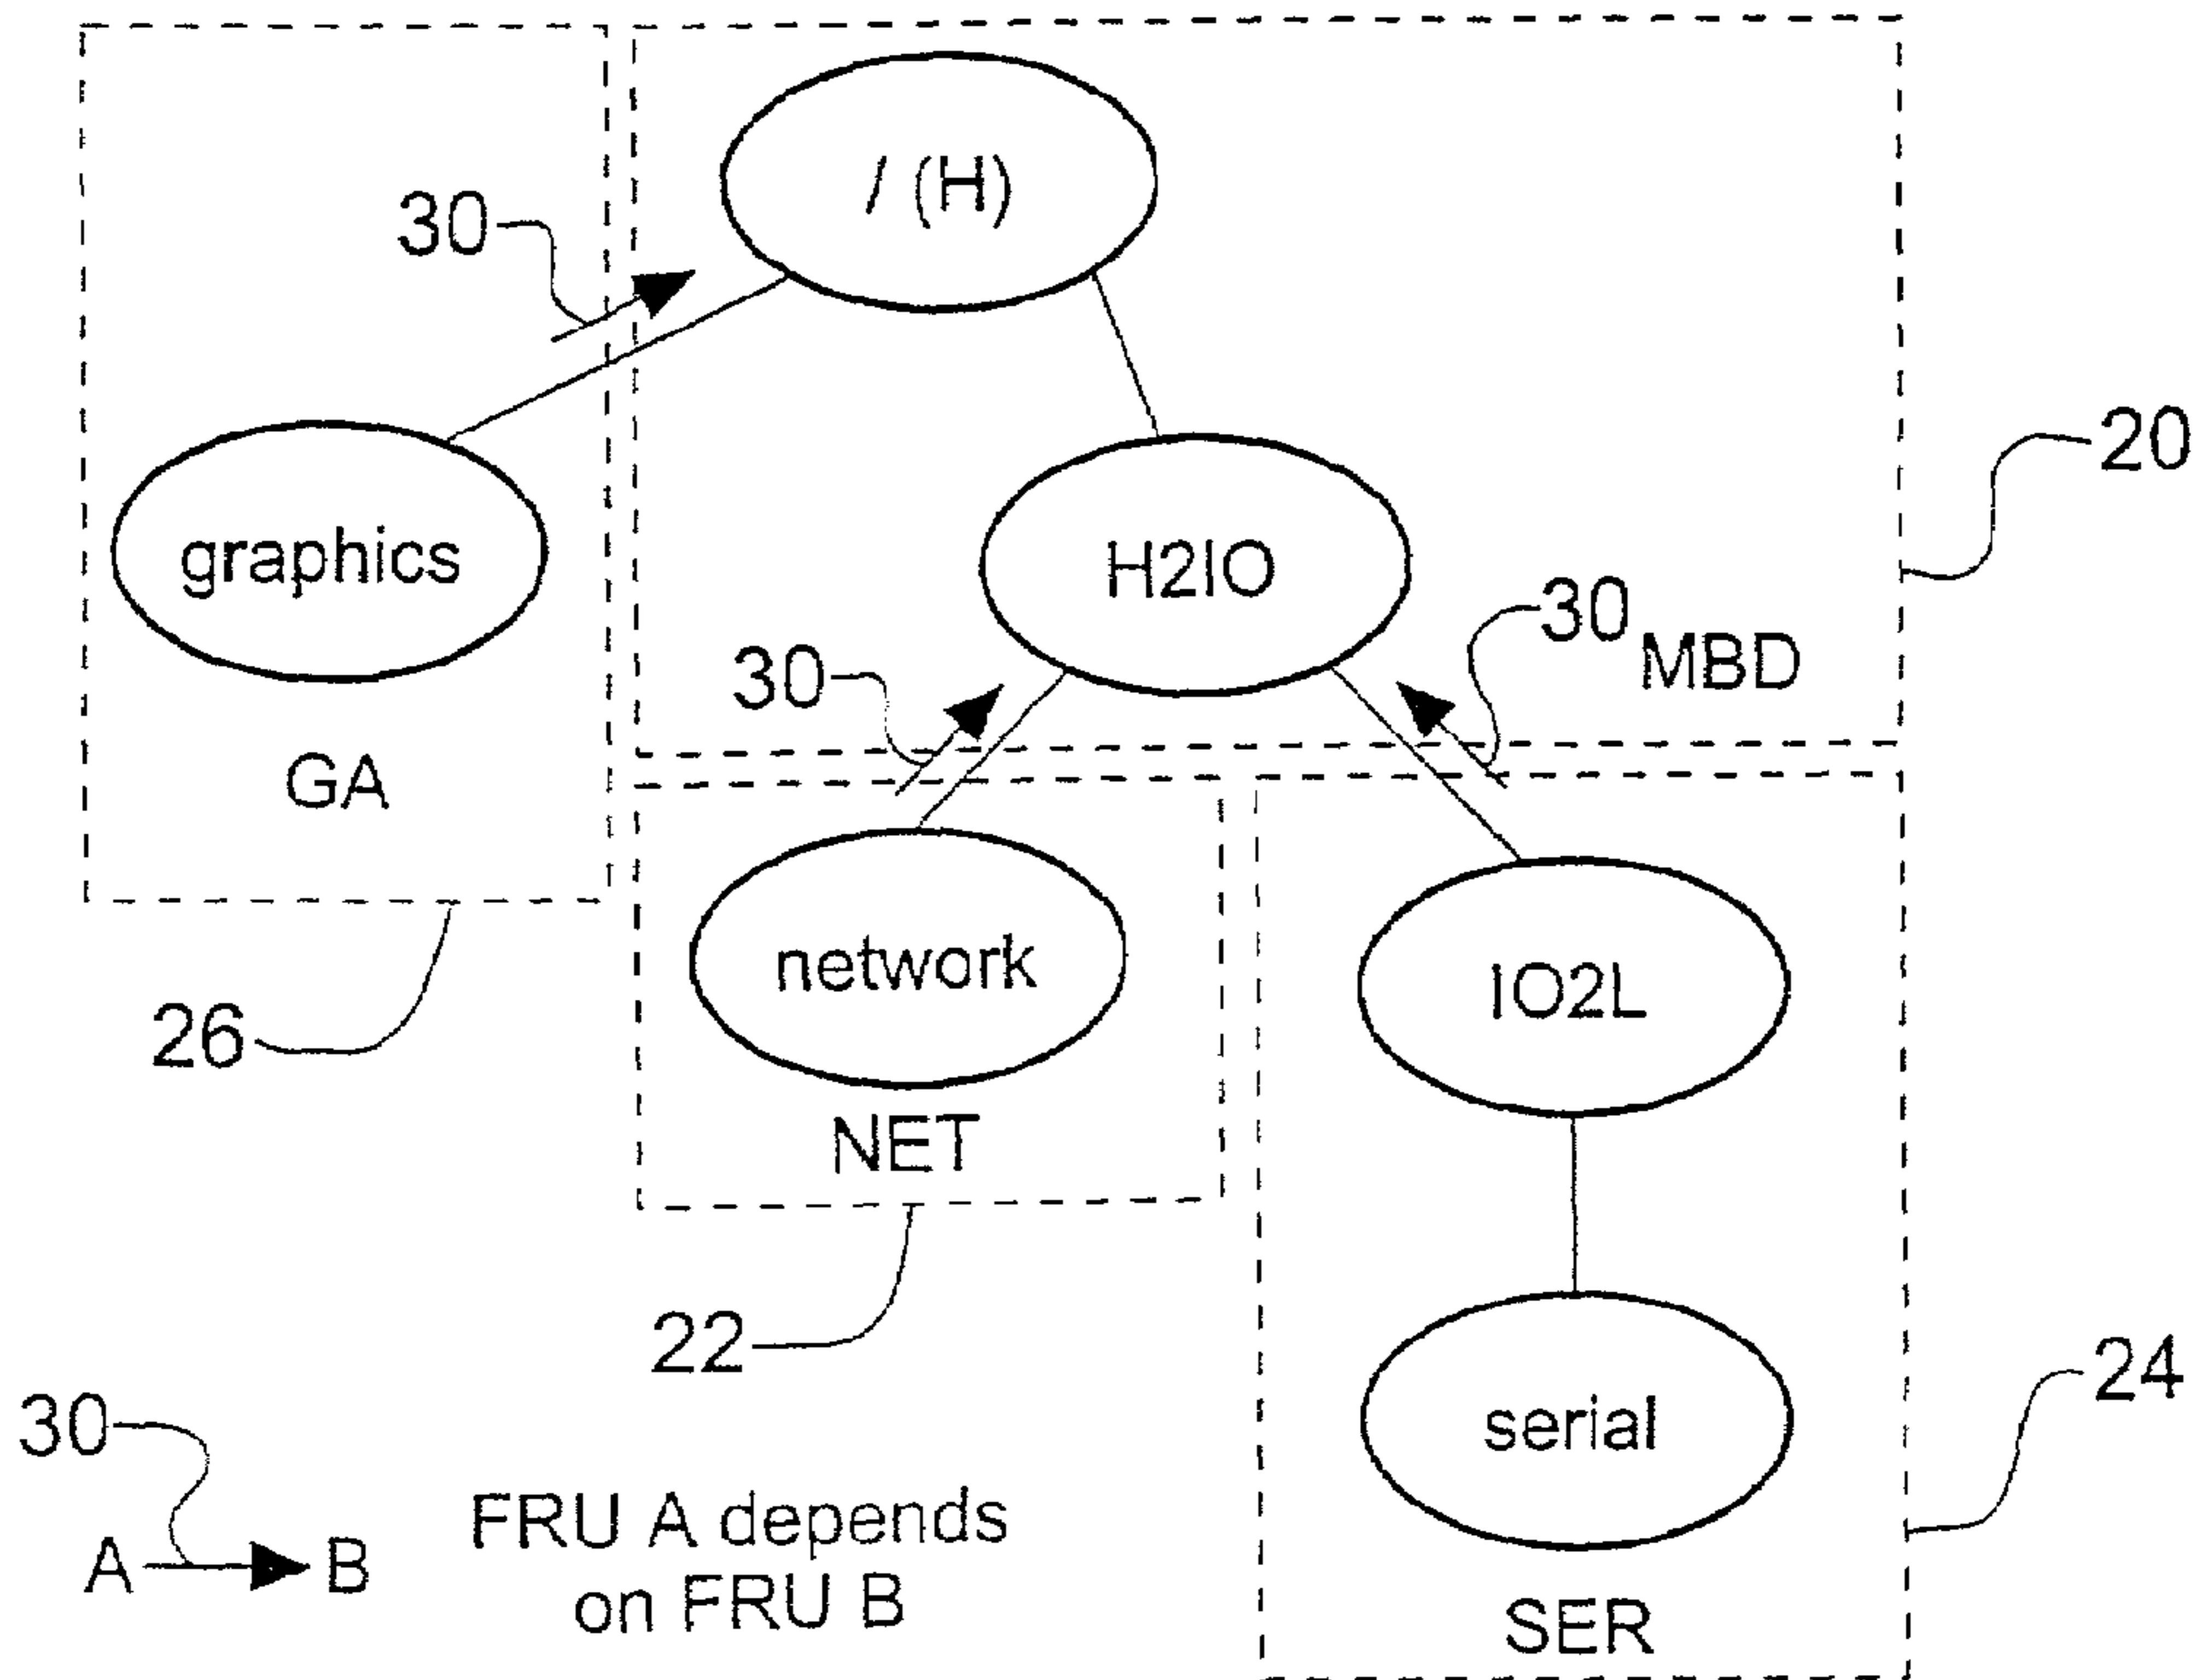 / (H)
30
20
graphics
H2IO
30
MBD
30
GA
network
IO2L
26
NET
22
24
30
serial
FRU A depends
A
B
on FRU B
SER